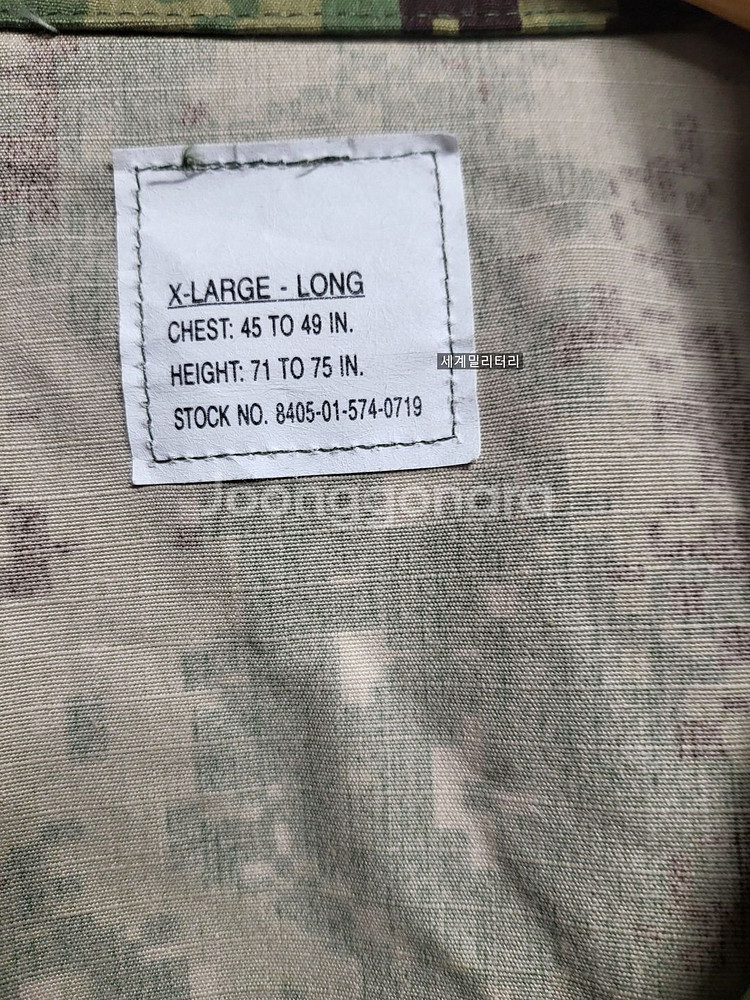 X-LARGE - LONG
CHEST: 45 TO 49 IN.
HEIGHT: 71 TO 75 IN.
세계밀리터리
STOCK NO. 8405-01-574-0719
Joonggonara